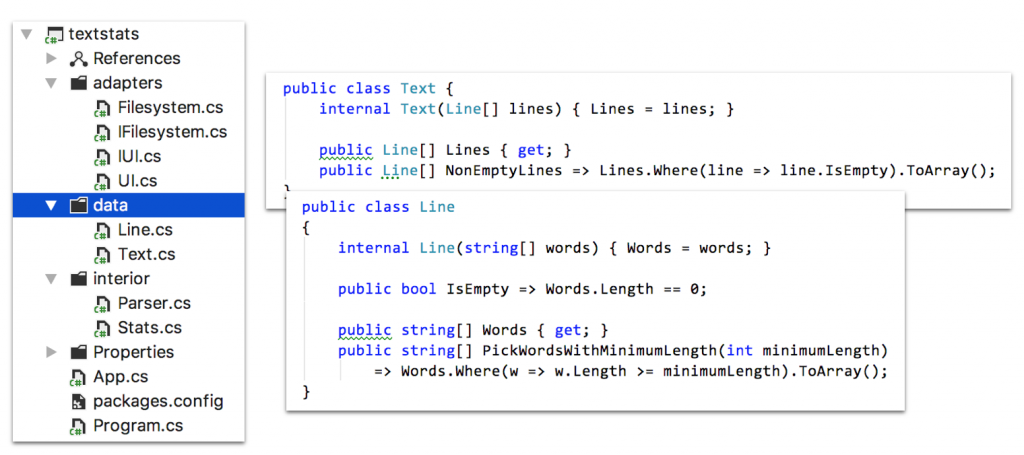 textstats
References
adapters
Filesystem.cs
IFilesystem.cs
IUI.cs
UI.cs
data
Line.cs
Text.cs
interior
Parser.cs
Stats.cs
Properties
App.cs
packages.config
Program.cs
public class Text {
internal Text(Line[] lines) { Lines = lines; }
public Line[] Lines { get; }
public Line[] NonEmptyLines => Lines.Where(line => line.IsEmpty).ToArray();
}
public class Line
{
internal Line(string[] words) { Words = words; }
public bool IsEmpty => Words.Length == 0;
public string[] Words { get; }
public string[] PickWordsWithMinimumLength(int minimumLength)
=> Words.Where(w => w.Length >= minimumLength).ToArray();
}